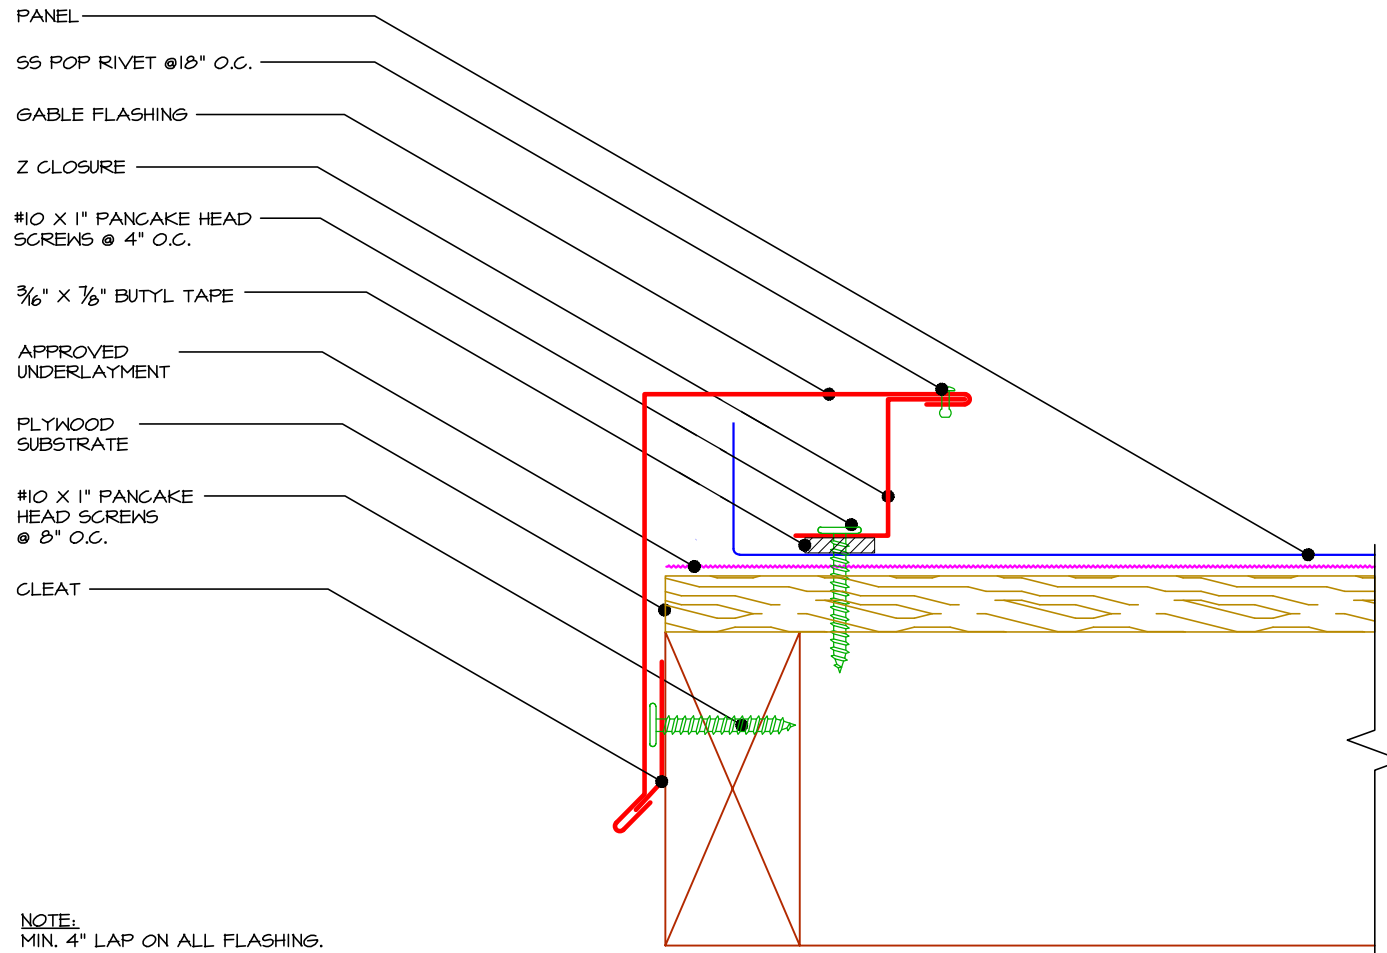 PANEL
SS POP RIVET @18" O.C.
GABLE FLASHING
Z CLOSURE
#10 X 1" PANCAKE HEAD
SCREWS @ 4" O.C.
3/16" X 7/8" BUTYL TAPE
APPROVED
UNDERLAYMENT
PLYWOOD
SUBSTRATE
#10 X 1" PANCAKE
HEAD SCREWS
@ 8" O.C.
CLEAT
NOTE:
MIN. 4" LAP ON ALL FLASHING.